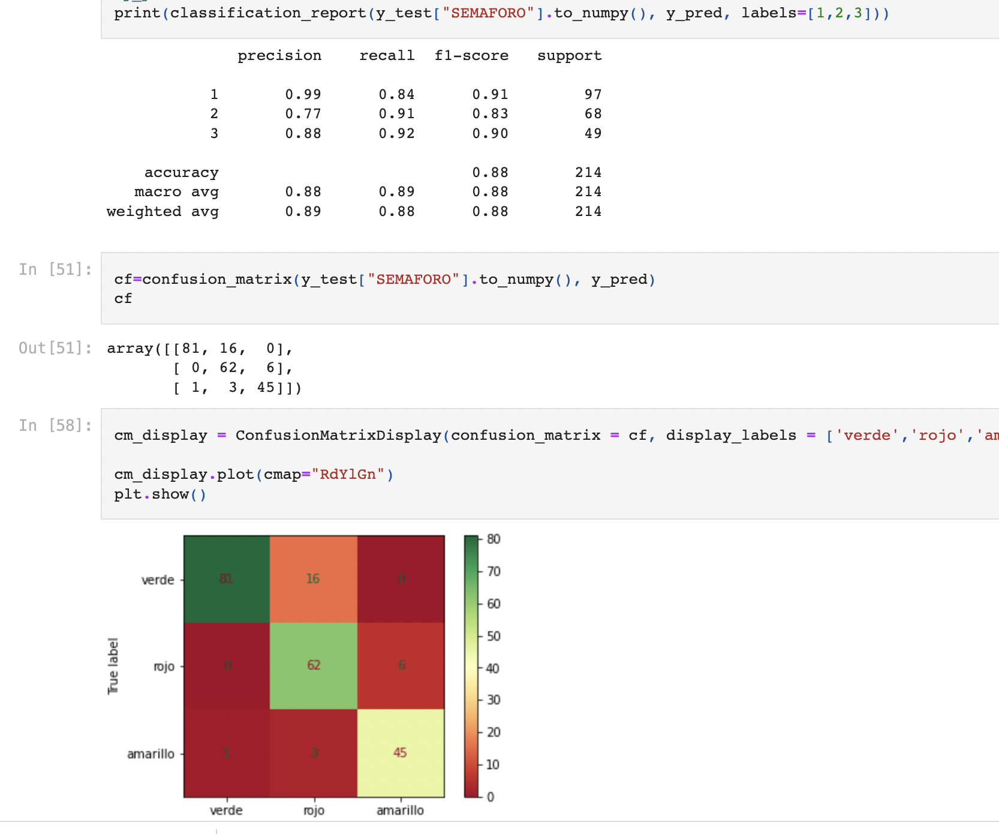 print(classification_report(y_test["SEMAFORO"].to_numpy(), y_pred, labels=[1,2,3]))
precision recall f1-score support
1 0.99 0.84 0.91 97
2 0.77 0.91 0.83 68
3 0.88 0.92 0.90 49
accuracy 0.88 214
macro avg 0.88 0.89 0.88 214
weighted avg 0.89 0.88 0.88 214
In [51]:
cf=confusion_matrix(y_test["SEMAFORO"].to_numpy(), y_pred)
cf
Out[51]:
array([[81, 16, 0],
[ 0, 62, 6],
[ 1, 3, 45]])
In [58]:
cm_display = ConfusionMatrixDisplay(confusion_matrix = cf, display_labels = ['verde','rojo','am
cm_display.plot(cmap="RdYlGn")
plt.show()
verde 81 16 0
rojo 0 62 6
amarillo 1 3 45
True label
verde rojo amarillo
80
70
60
50
40
30
20
10
0